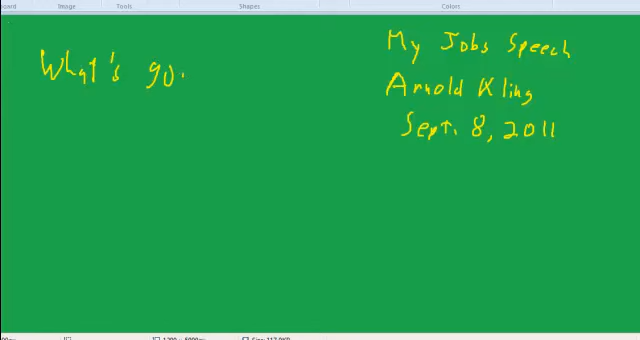 Image
Tools
Shapes
Colors
What's go
My Jobs Speech
Arnold Kling
Sept. 8, 2011